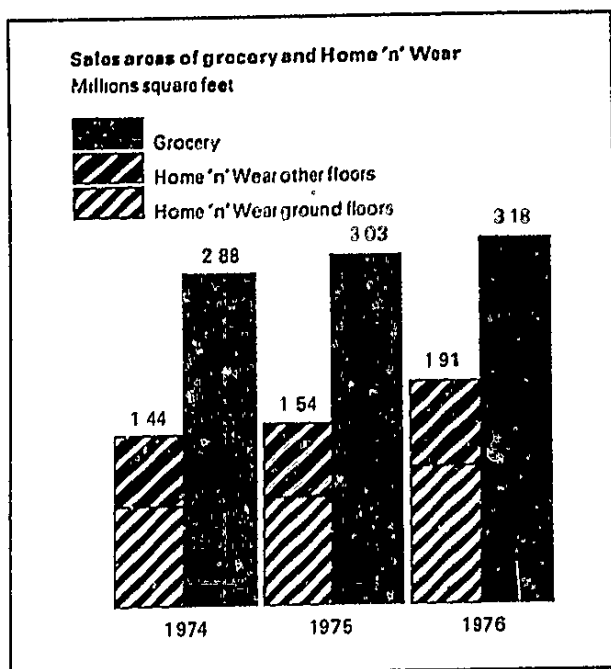 Sales areas of grocery and Home 'n' Wear
Millions square feet
Grocery
Home 'n' Wear other floors
Home 'n' Wear ground floors
2 88
3 03
3 18
1 44
1 54
1 91
1974
1975
1976